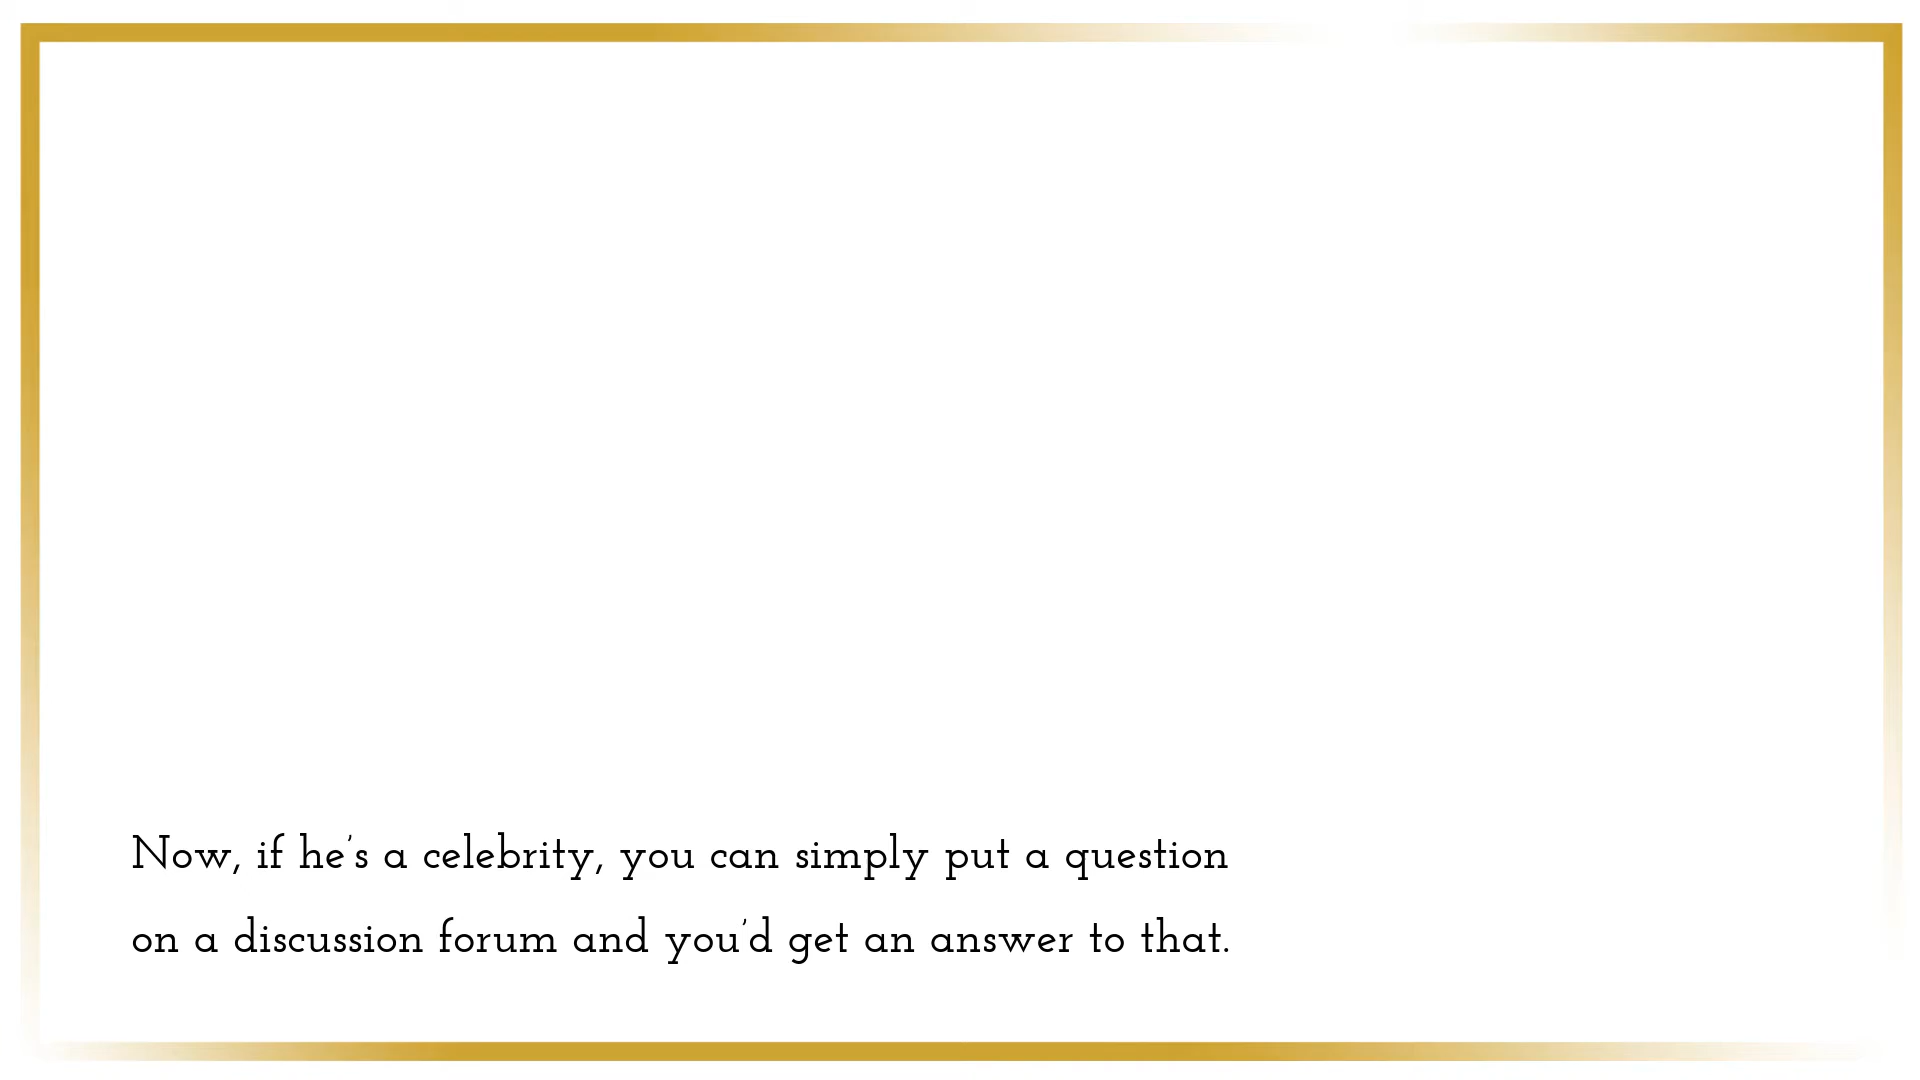 Now, if he's a celebrity, you can simply put a question
on a discussion forum and you'd get an answer to that.